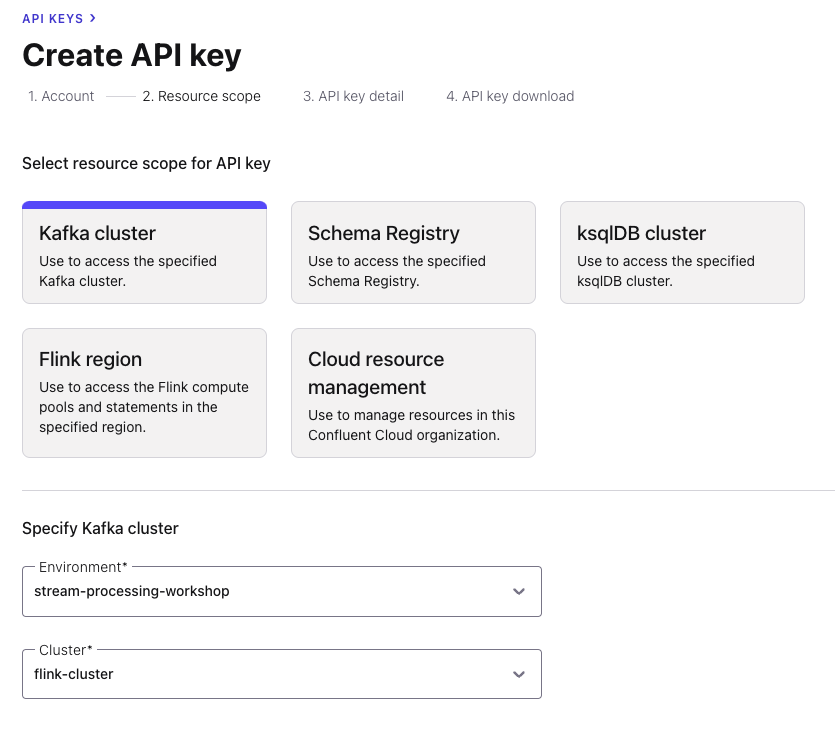 API KEYS >
Create API key
1. Account 2. Resource scope 3. API key detail 4. API key download
Select resource scope for API key
Kafka cluster
Use to access the specified
Kafka cluster.
Schema Registry
Use to access the specified
Schema Registry.
ksqlDB cluster
Use to access the specified
ksqlDB cluster.
Flink region
Use to access the Flink compute
pools and statements in the
specified region.
Cloud resource
management
Use to manage resources in this
Confluent Cloud organization.
Specify Kafka cluster
Environment*
stream-processing-workshop
Cluster*
flink-cluster